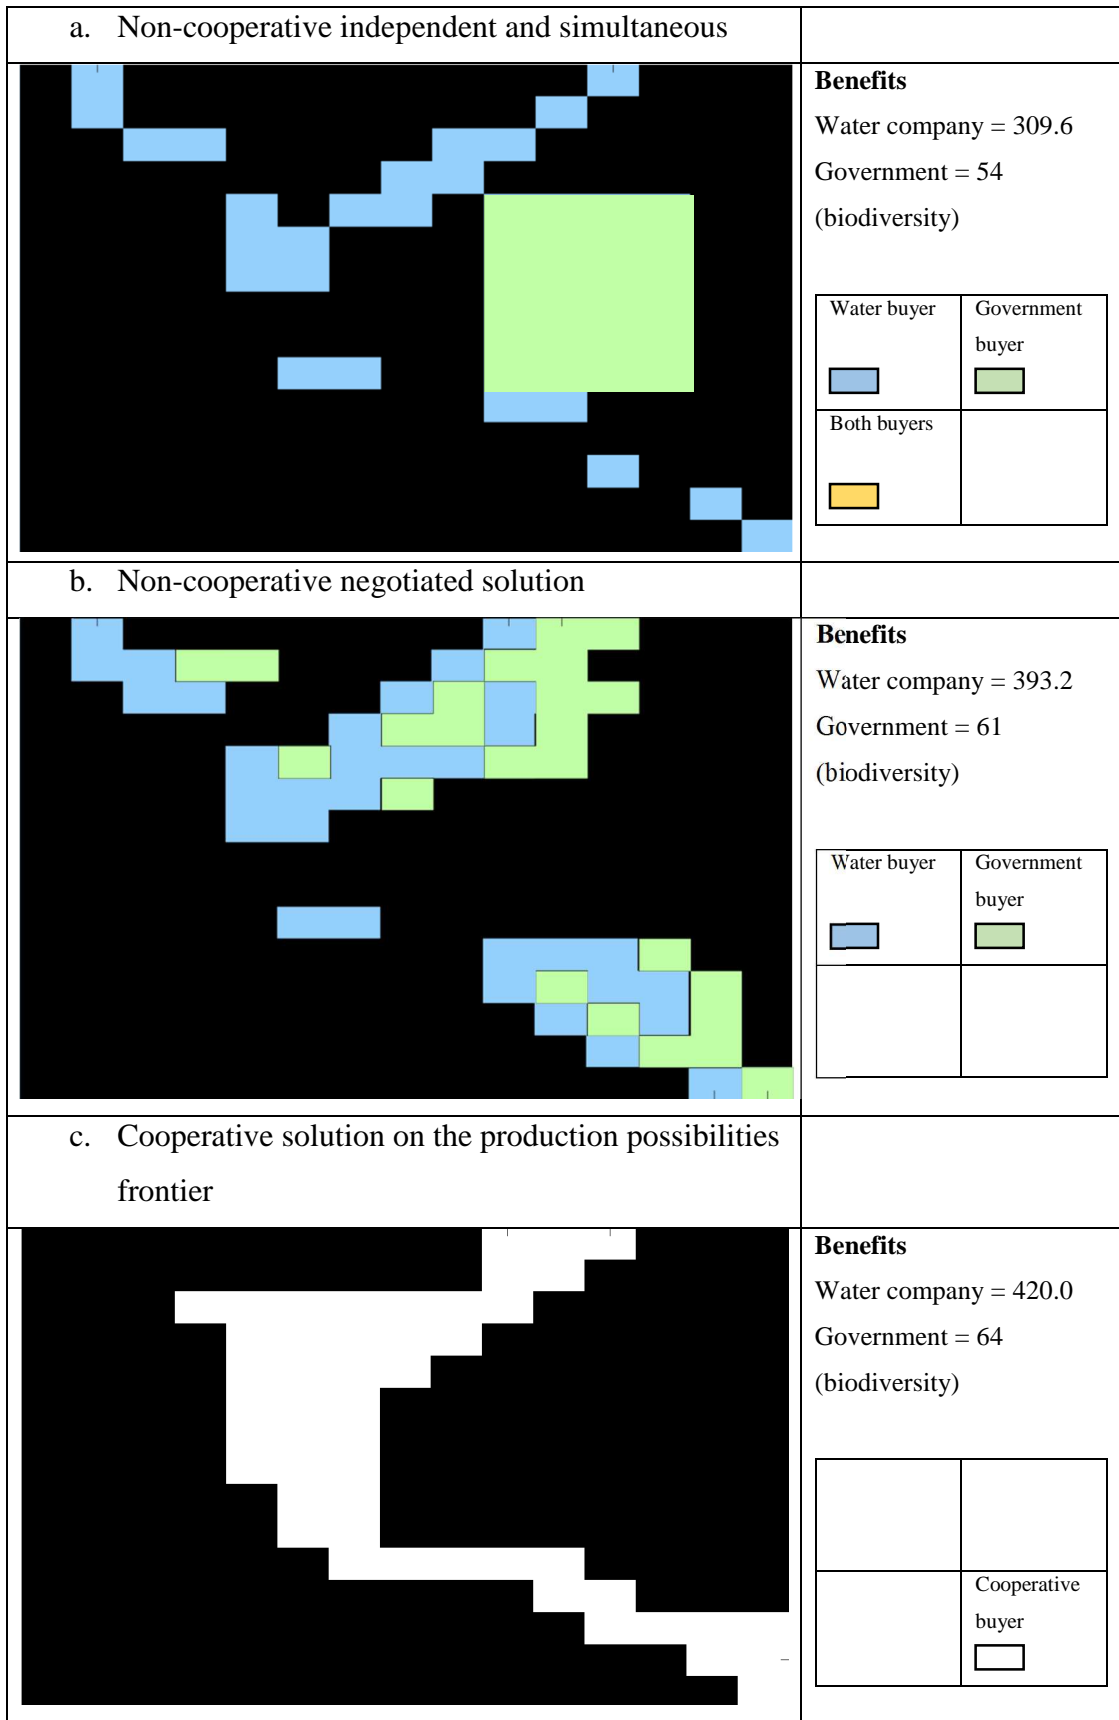 a. Non-cooperative independent and simultaneous
Benefits
Water company = 309.6
Government = 54
(biodiversity)
Water buyer
Government
buyer
Both buyers
b. Non-cooperative negotiated solution
Benefits
Water company = 393.2
Government = 61
(biodiversity)
Water buyer
Government
buyer
c. Cooperative solution on the production possibilities
frontier
Benefits
Water company = 420.0
Government = 64
(biodiversity)
Cooperative
buyer